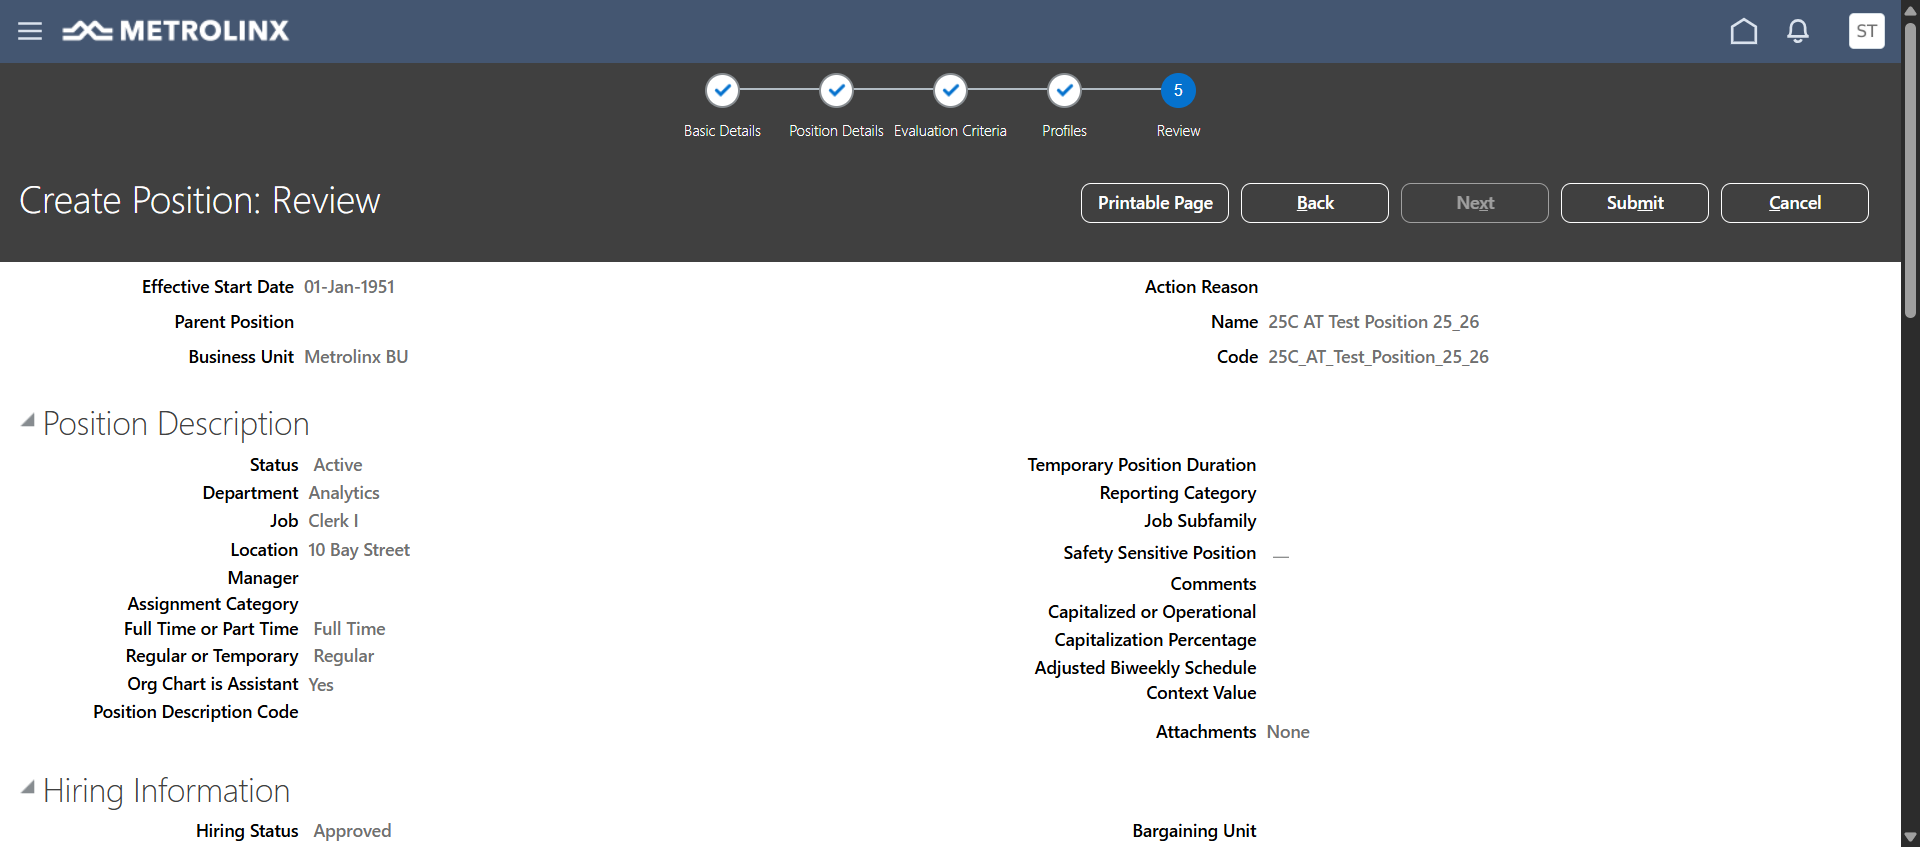 METROLINX
ST
5
Basic Details
Position Details
Evaluation Criteria
Profiles
Review
Create Position: Review
Printable Page
Back
Next
Submit
Cancel
Effective Start Date 01-Jan-1951
Action Reason
Parent Position
Name 25C AT Test Position 25_26
Business Unit Metrolinx BU
Code 25C_AT_Test_Position_25_26
Position Description
Status Active
Department Analytics
Job Clerk I
Location 10 Bay Street
Manager
Assignment Category
Full Time or Part Time Full Time
Regular or Temporary Regular
Org Chart is Assistant Yes
Position Description Code
Temporary Position Duration
Reporting Category
Job Subfamily
Safety Sensitive Position —
Comments
Capitalized or Operational
Capitalization Percentage
Adjusted Biweekly Schedule
Context Value
Attachments None
Hiring Information
Hiring Status Approved
Bargaining Unit